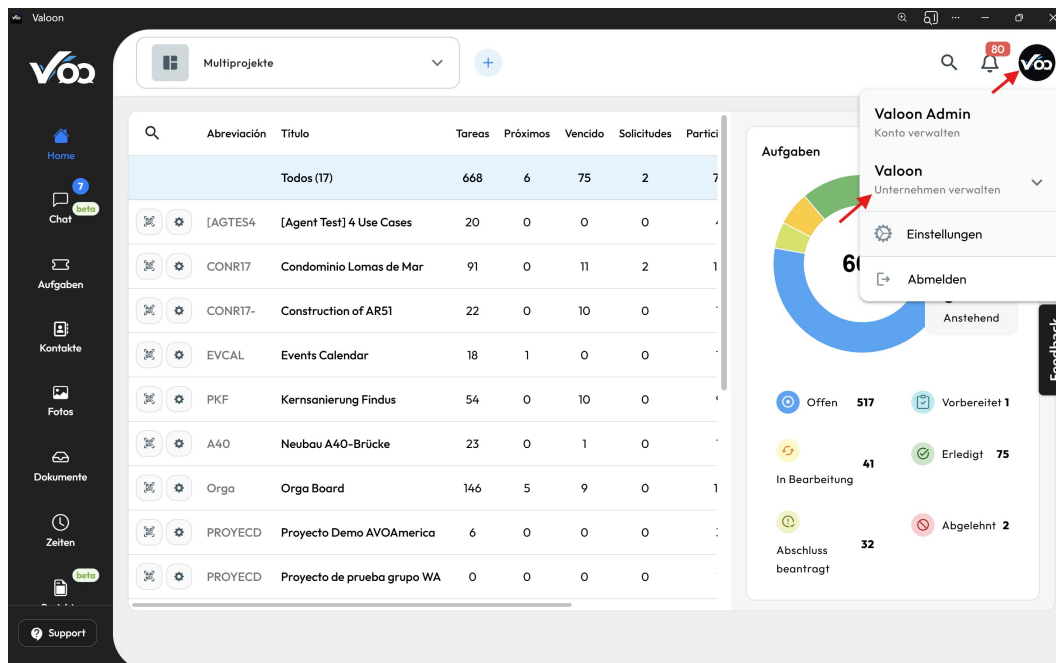 Valoon
VOO
Multiprojekte
80
VOO
Home
7
Chat
beta
Aufgaben
Kontakte
Fotos
Dokumente
Zeiten
beta
Support
Abreviación Título Tareas Próximos Vencido Solicitudes Partici
Todos (17) 668 6 75 2 7
[AGTES4 [Agent Test] 4 Use Cases 20 0 0 0
CONR17 Condominio Lomas de Mar 91 0 11 2 1
CONR17- Construction of AR51 22 0 10 0
EVCAL Events Calendar 18 1 0 0
PKF Kernsanierung Findus 54 0 10 0
A40 Neubau A40-Brücke 23 0 1 0
Orga Orga Board 146 5 9 0 1
PROYECD Proyecto Demo AVOAmerica 6 0 0 0
PROYECD Proyecto de prueba grupo WA 0 0 0 0
Valoon Admin
Konto verwalten
Valoon
Unternehmen verwalten
Einstellungen
Abmelden
Aufgaben
Anstehend
Feedback
Offen 517
Vorbereitet 1
In Bearbeitung 41
Erledigt 75
Abschluss
beantragt 32
Abgelehnt 2